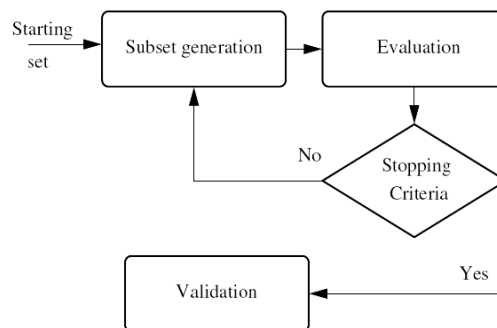 Starting
set
Subset generation
Evaluation
No
Stopping
Criteria
Yes
Validation